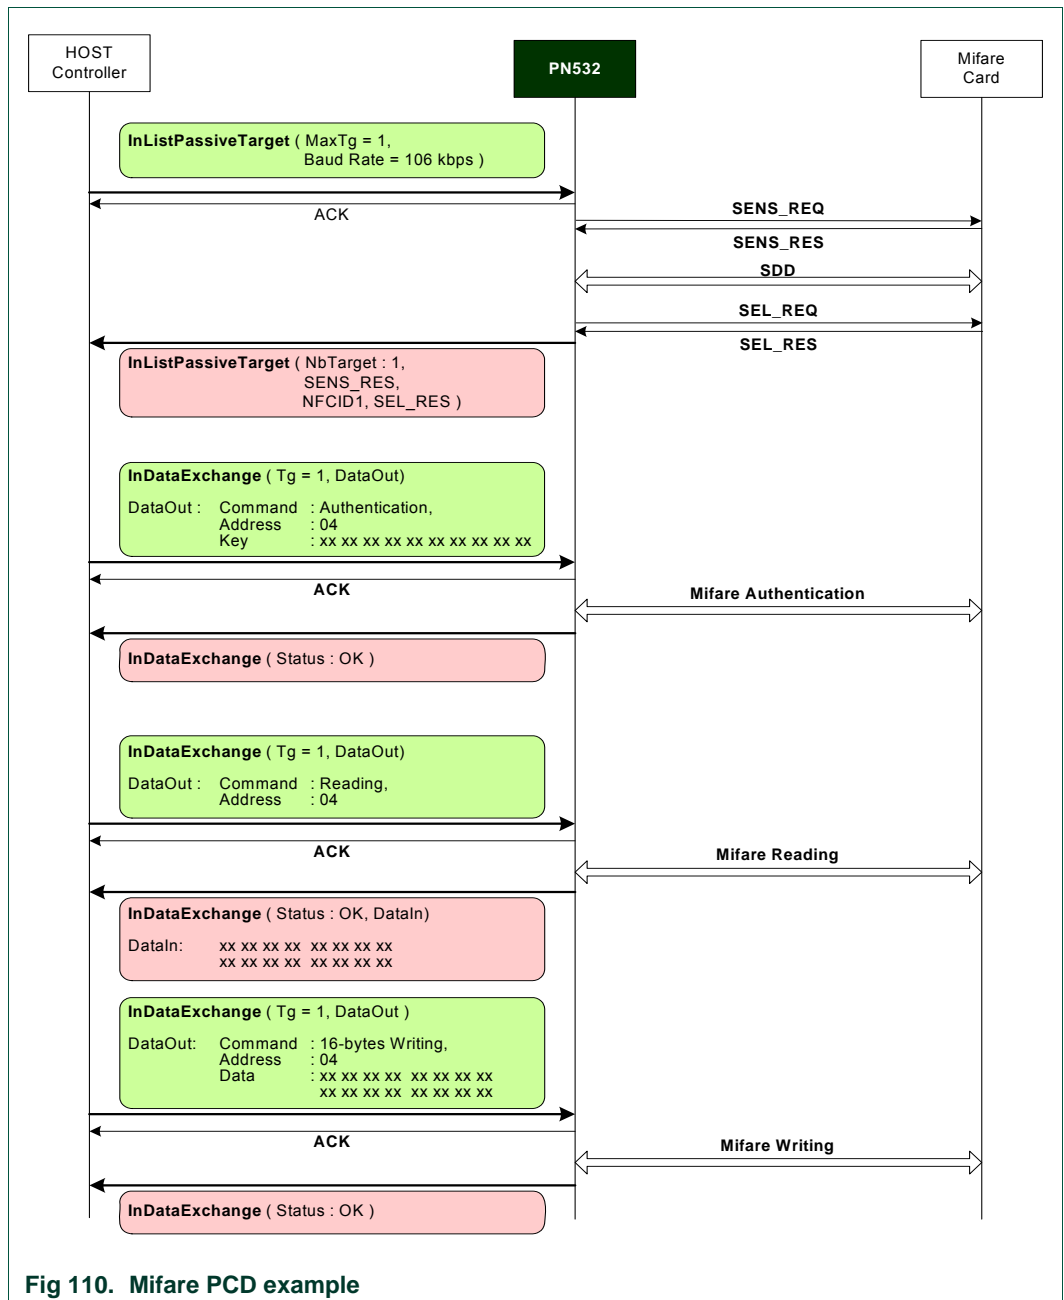 HOST
Controller
PN532
Mifare
Card
InListPassiveTarget ( MaxTg = 1,
Baud Rate = 106 kbps )
ACK
SENS_REQ
SENS_RES
SDD
SEL_REQ
SEL_RES
InListPassiveTarget ( NbTarget : 1,
SENS_RES,
NFCID1, SEL_RES )
InDataExchange ( Tg = 1, DataOut)
DataOut : Command : Authentication,
Address : 04
Key : xx xx xx xx xx xx xx xx xx xx
ACK
Mifare Authentication
InDataExchange ( Status : OK )
InDataExchange ( Tg = 1, DataOut)
DataOut : Command : Reading,
Address : 04
ACK
Mifare Reading
InDataExchange ( Status : OK, DataIn)
DataIn: xx xx xx xx xx xx xx xx
xx xx xx xx xx xx xx xx
InDataExchange ( Tg = 1, DataOut )
DataOut: Command : 16-bytes Writing,
Address : 04
Data : xx xx xx xx xx xx xx xx
xx xx xx xx xx xx xx xx
ACK
Mifare Writing
InDataExchange ( Status : OK )
Fig 110. Mifare PCD example